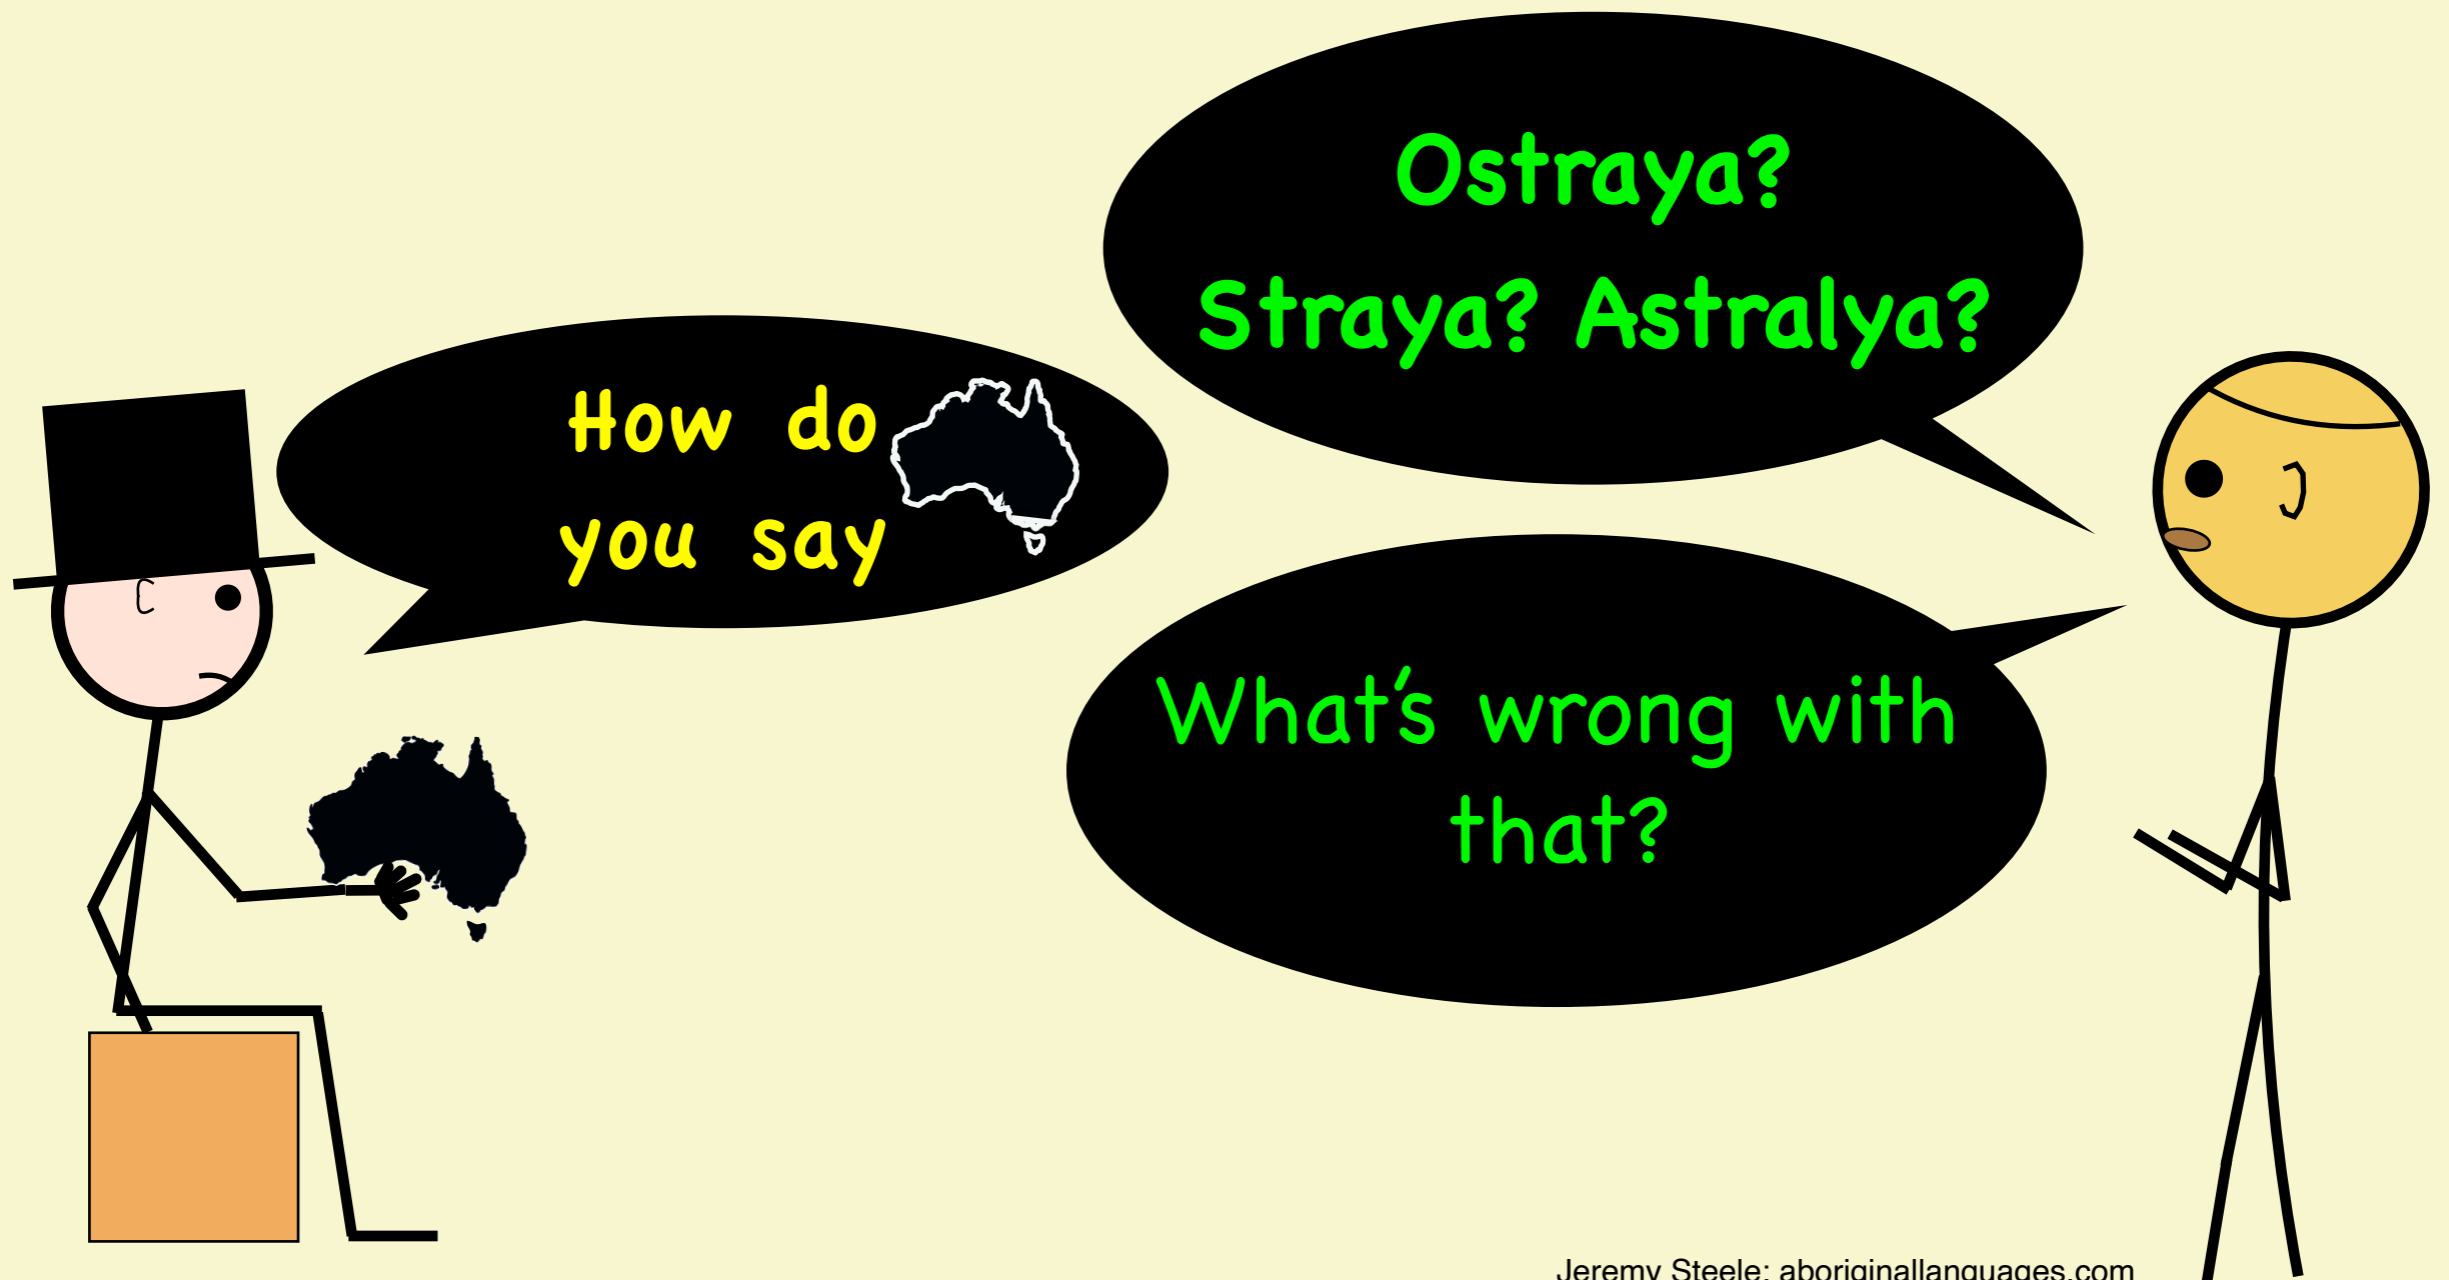 How do
you say
Ostraya?
Straya? Astralya?
What's wrong with
that?
Jeremy Steele: aboriginallanguages.com